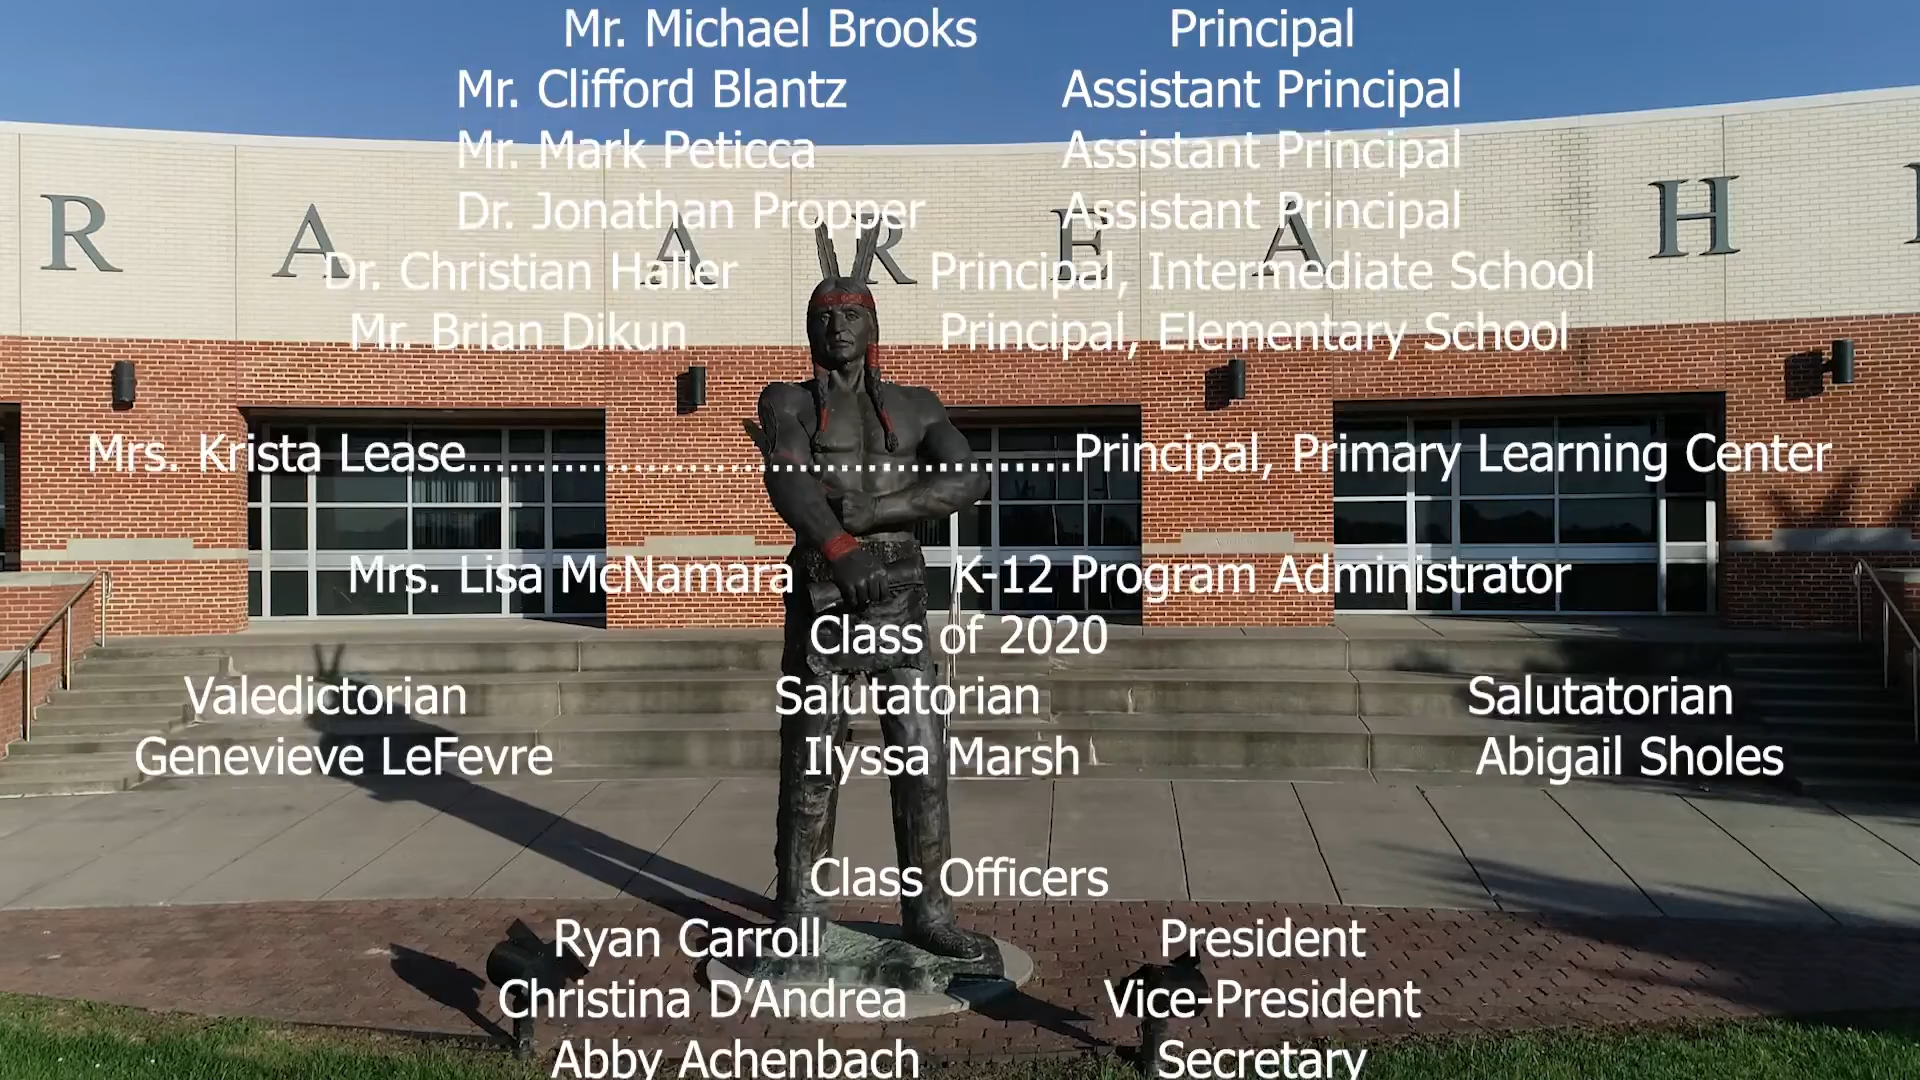 Mr. Michael Brooks Principal
Mr. Clifford Blantz Assistant Principal
Mr. Mark Peticca Assistant Principal
Dr. Jonathan Propper Assistant Principal
R A A R E A H
Dr. Christian Haller Principal, Intermediate School
Mr. Brian Dikun Principal, Elementary School
Mrs. Krista Lease............................................Principal, Primary Learning Center
Mrs. Lisa McNamara K-12 Program Administrator
Class of 2020
Valedictorian Salutatorian Salutatorian
Genevieve LeFevre Ilyssa Marsh Abigail Sholes
Class Officers
Ryan Carroll President
Christina D’Andrea Vice-President
Abby Achenbach Secretary